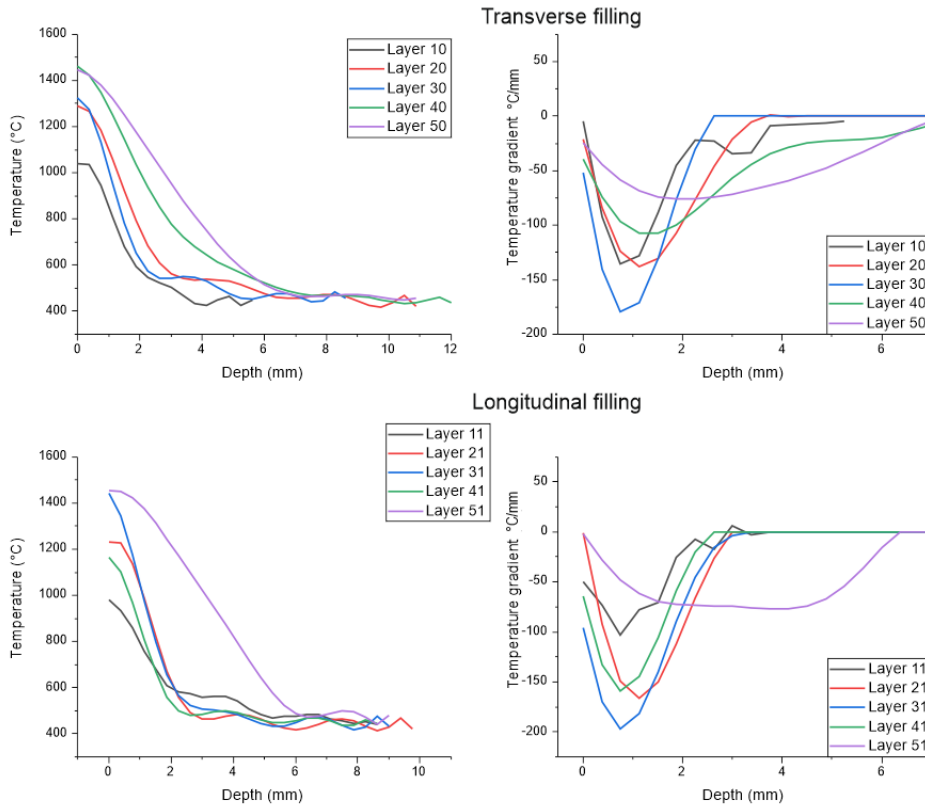 Transverse filling
1600
1400
1200
1000
800
600
400
0
2
4
6
8
10
12
Temperature (°C)
Depth (mm)
Layer 10
Layer 20
Layer 30
Layer 40
Layer 50
50
0
-50
-100
-150
-200
0
2
4
6
Temperature gradient °C/mm
Depth (mm)
Layer 10
Layer 20
Layer 30
Layer 40
Layer 50
Longitudinal filling
1600
1400
1200
1000
800
600
400
0
2
4
6
8
10
Temperature (°C)
Depth (mm)
Layer 11
Layer 21
Layer 31
Layer 41
Layer 51
50
0
-50
-100
-150
-200
0
2
4
6
Temperature gradient °C/mm
Depth (mm)
Layer 11
Layer 21
Layer 31
Layer 41
Layer 51